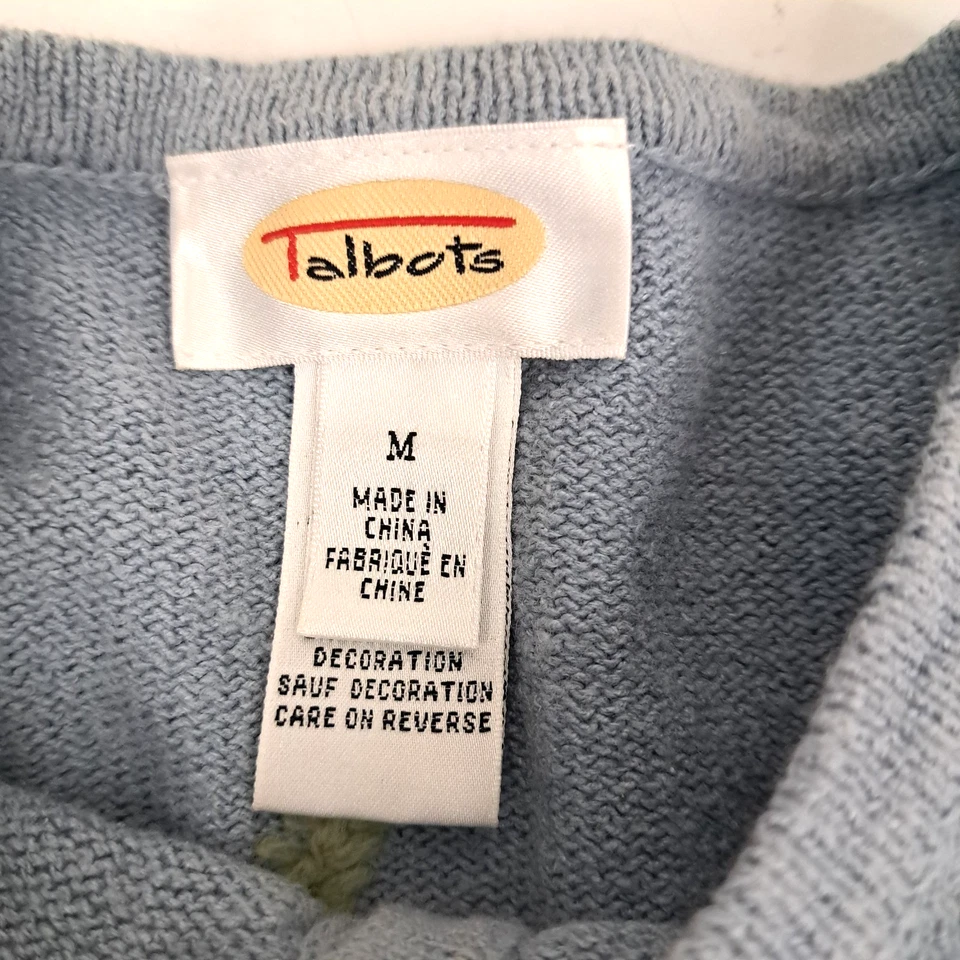 Talbots
M
MADE IN
CHINA
FABRIQUÈ EN
CHINE
DECORATION
SAUF DECORATION
CARE ON REVERSE